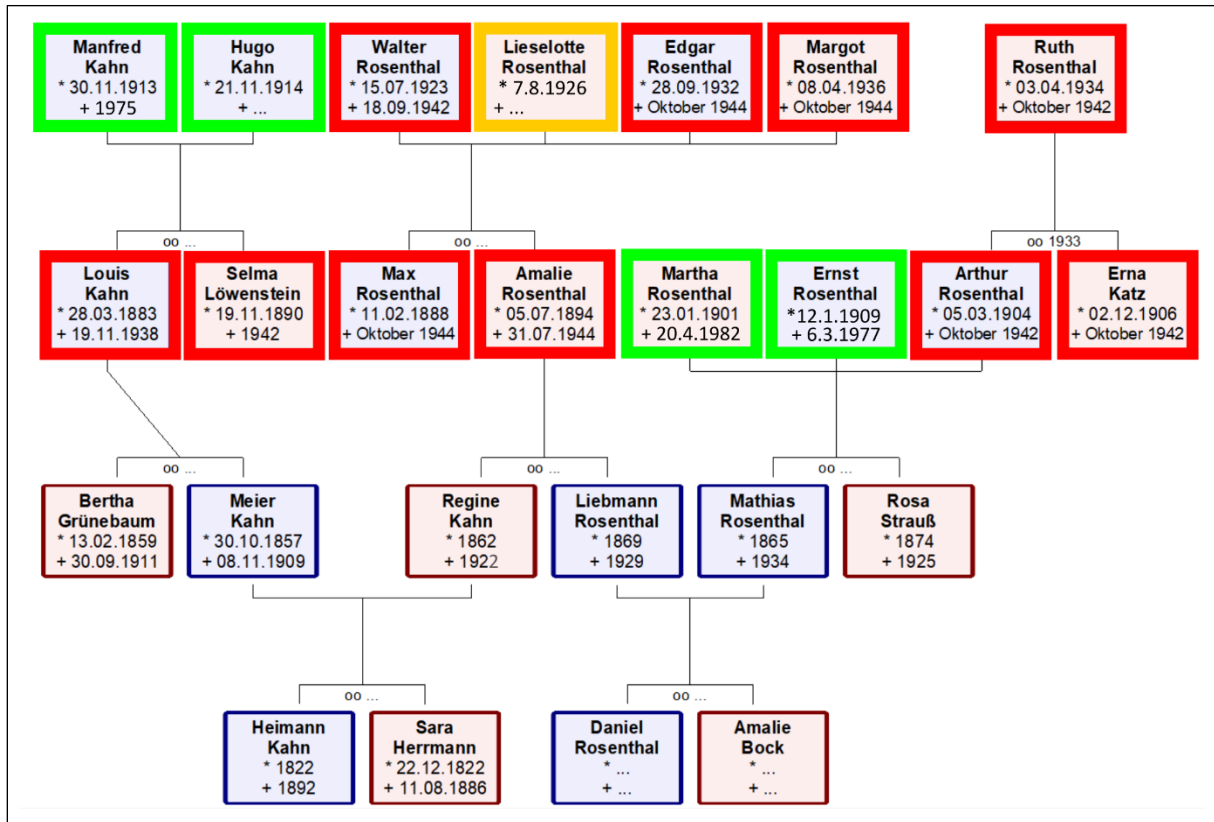 Manfred
Kahn
* 30.11.1913
+ 1975
Hugo
Kahn
* 21.11.1914
+ ...
Walter
Rosenthal
* 15.07.1923
+ 18.09.1942
Lieselotte
Rosenthal
* 7.8.1926
+ ...
Edgar
Rosenthal
* 28.09.1932
+ Oktober 1944
Margot
Rosenthal
* 08.04.1936
+ Oktober 1944
Ruth
Rosenthal
* 03.04.1934
+ Oktober 1942
oo ...
oo ...
oo 1933
Louis
Kahn
* 28.03.1883
+ 19.11.1938
Selma
Löwenstein
* 19.11.1890
+ 1942
Max
Rosenthal
* 11.02.1888
+ Oktober 1944
Amalie
Rosenthal
* 05.07.1894
+ 31.07.1944
Martha
Rosenthal
* 23.01.1901
+ 20.4.1982
Ernst
Rosenthal
*12.1.1909
+ 6.3.1977
Arthur
Rosenthal
* 05.03.1904
+ Oktober 1942
Erna
Katz
* 02.12.1906
+ Oktober 1942
oo ...
oo ...
oo ...
Bertha
Grünebaum
* 13.02.1859
+ 30.09.1911
Meier
Kahn
* 30.10.1857
+ 08.11.1909
Regine
Kahn
* 1862
+ 1922
Liebmann
Rosenthal
* 1869
+ 1929
Mathias
Rosenthal
* 1865
+ 1934
Rosa
Strauß
* 1874
+ 1925
oo ...
oo ...
Heimann
Kahn
* 1822
+ 1892
Sara
Herrmann
* 22.12.1822
+ 11.08.1886
Daniel
Rosenthal
* ...
+ ...
Amalie
Bock
* ...
+ ...